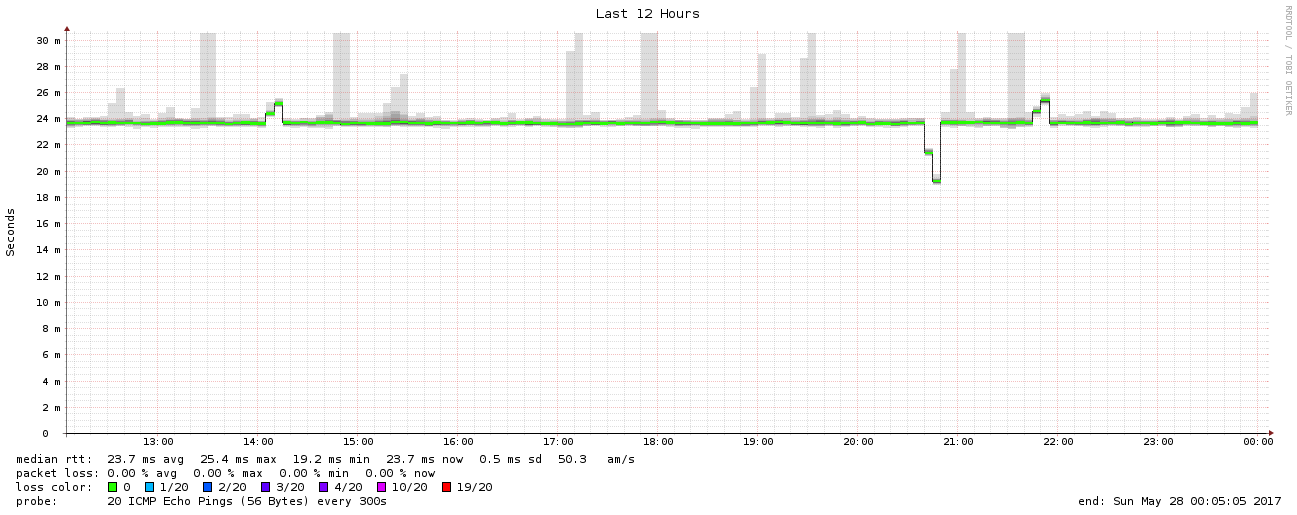 Last 12 Hours
RRDTOOL / TOBI OETIKER
Seconds
30 m
28 m
26 m
24 m
22 m
20 m
18 m
16 m
14 m
12 m
10 m
8 m
6 m
4 m
2 m
0
13:00 14:00 15:00 16:00 17:00 18:00 19:00 20:00 21:00 22:00 23:00 00:00
median rtt: 23.7 ms avg 25.4 ms max 19.2 ms min 23.7 ms now 0.5 ms sd 50.3 am/s
packet loss: 0.00 % avg 0.00 % max 0.00 % min 0.00 % now
loss color: 0 1/20 2/20 3/20 4/20 10/20 19/20
probe: 20 ICMP Echo Pings (56 Bytes) every 300s end: Sun May 28 00:05:05 2017